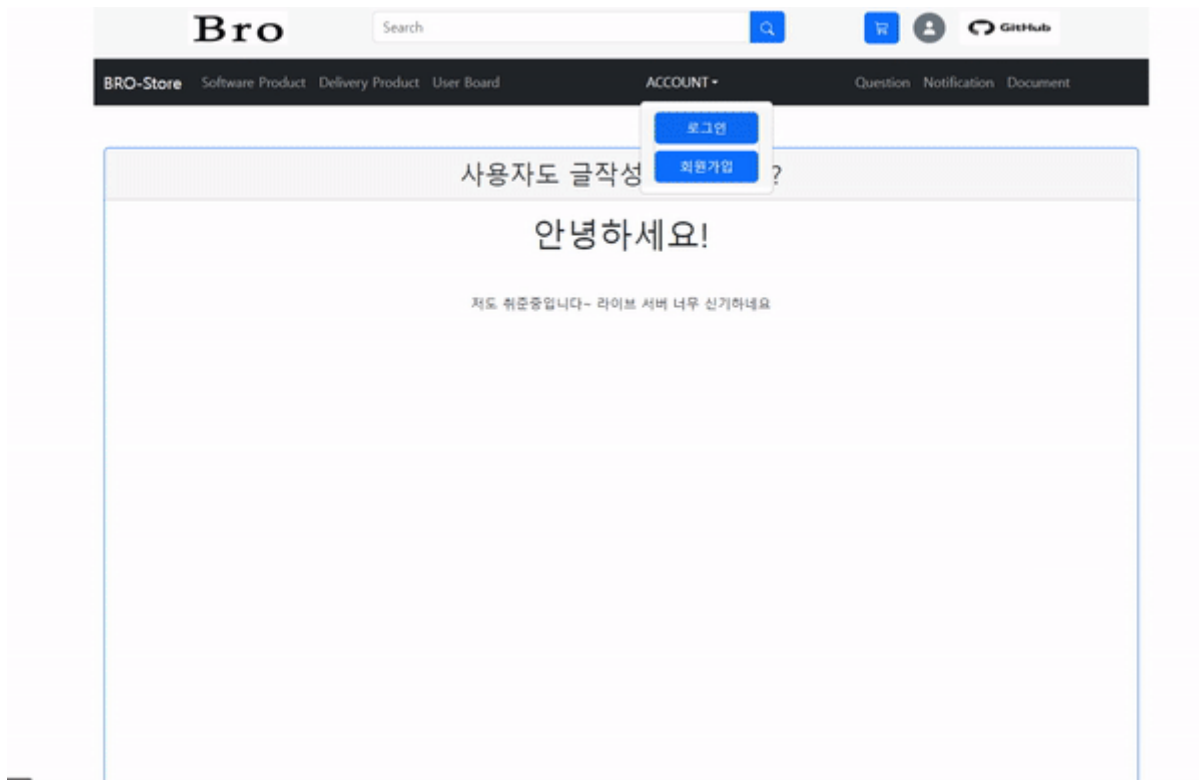 Bro
Search
GitHub
BRO-Store Software Product Delivery Product User Board ACCOUNT Question Notification Document
로그인
회원가입
사용자도 글작성 ?
안녕하세요!
저도 취준중입니다~ 라이브 서버 너무 신기하네요